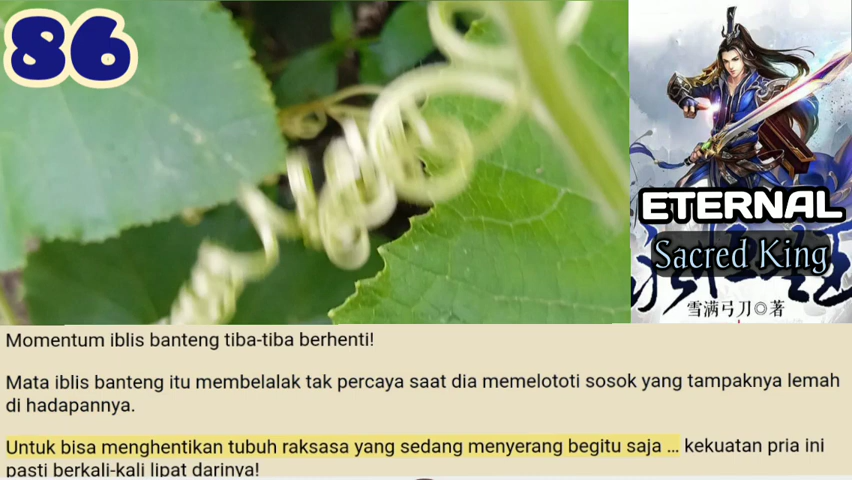 86
ETERNAL
Sacred King
雪满弓刀◎著
Momentum iblis banteng tiba-tiba berhenti!
Mata iblis banteng itu membelalak tak percaya saat dia memelototi sosok yang tampaknya lemah
di hadapannya.
Untuk bisa menghentikan tubuh raksasa yang sedang menyerang begitu saja ... kekuatan pria ini
pasti berkali-kali lipat darinya!